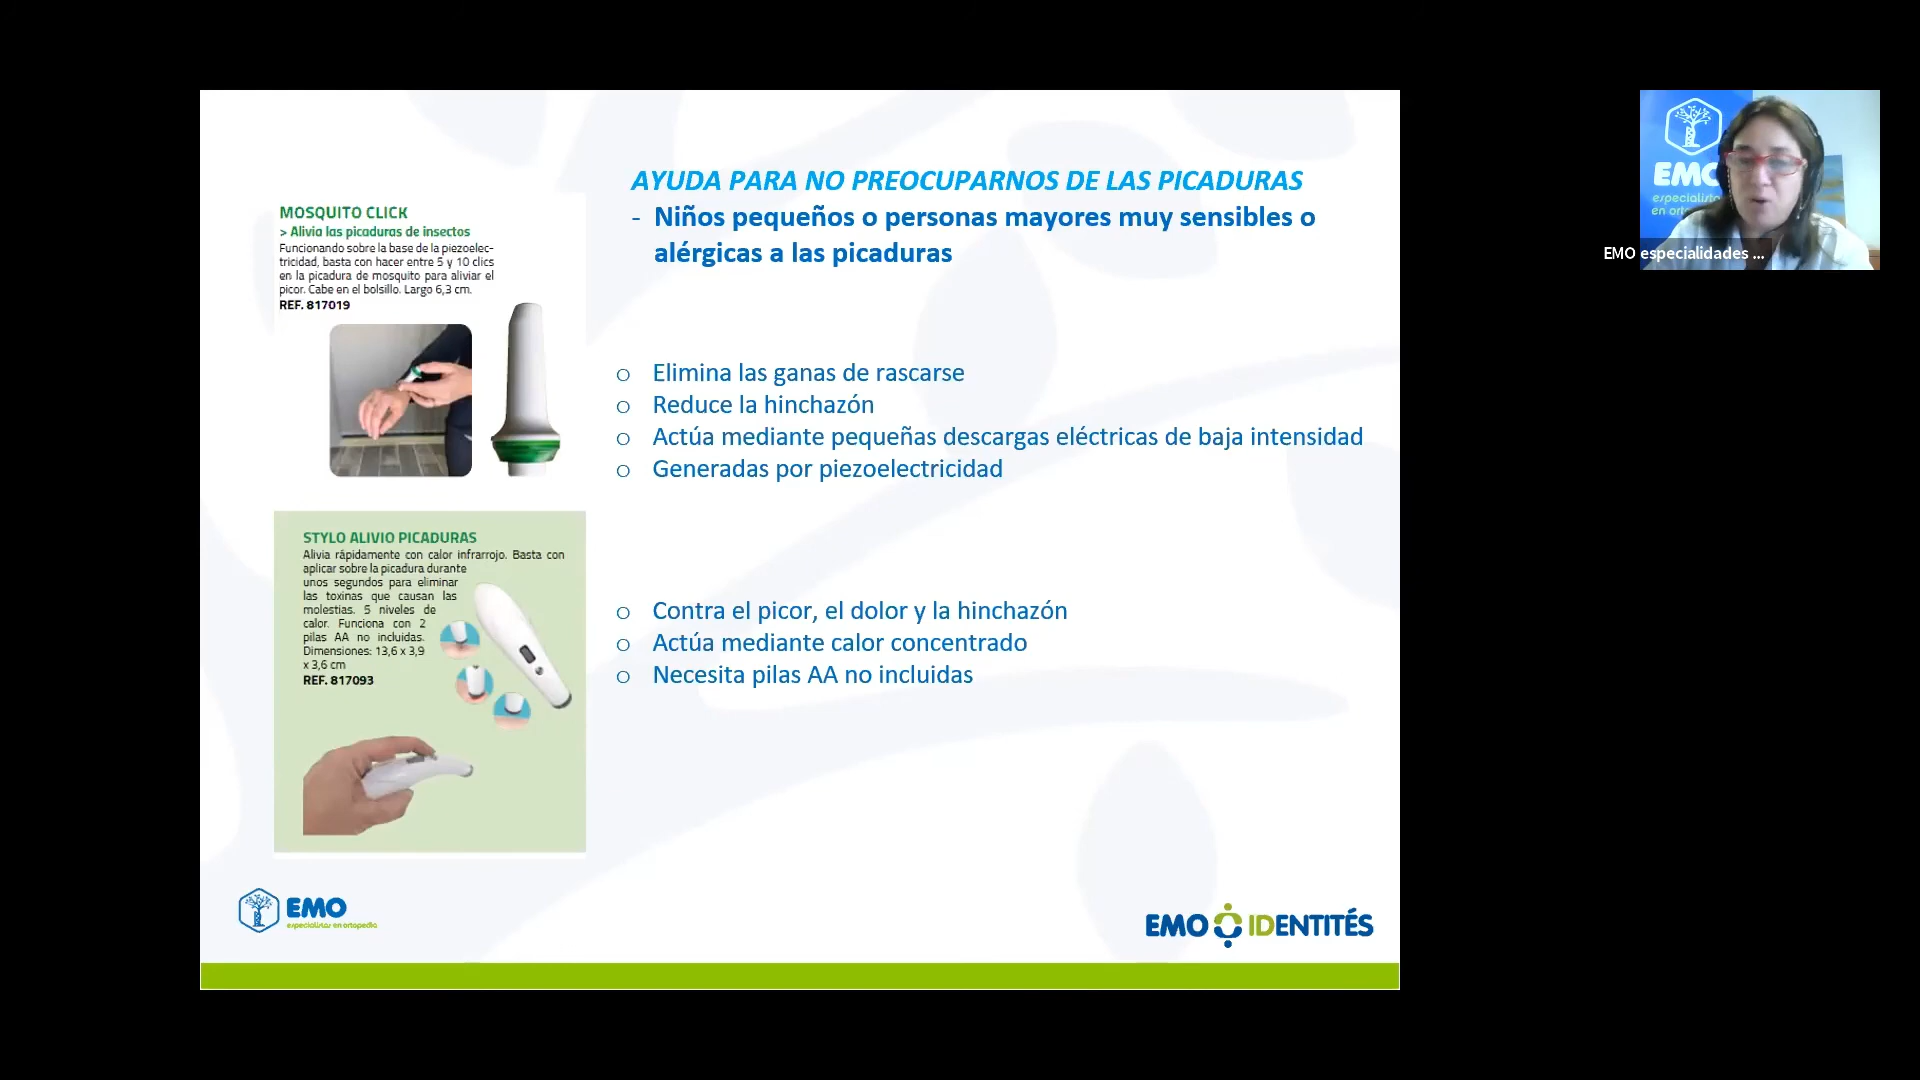 AYUDA PARA NO PREOCUPARNOS DE LAS PICADURAS
- Niños pequeños o personas mayores muy sensibles o
alérgicas a las picaduras
MOSQUITO CLICK
> Alivia las picaduras de insectos
Funcionando sobre la base de la piezoelec-
tricidad, basta con hacer entre 5 y 10 clics
en la picadura de mosquito para aliviar el
picor. Cabe en el bolsillo. Largo 6,3 cm.
REF. 817019
o Elimina las ganas de rascarse
o Reduce la hinchazón
o Actúa mediante pequeñas descargas eléctricas de baja intensidad
o Generadas por piezoelectricidad
STYLO ALIVIO PICADURAS
Alivia rápidamente con calor infrarrojo. Basta con
aplicar sobre la picadura durante
unos segundos para eliminar
las toxinas que causan las
molestias. 5 niveles de
calor. Funciona con 2
pilas AA no incluidas.
Dimensiones: 13,6 x 3,9
x 3,6 cm
REF. 817093
o Contra el picor, el dolor y la hinchazón
o Actúa mediante calor concentrado
o Necesita pilas AA no incluidas
EMO
especialistas en ortopedia
EMO IDENTITÉS
EMO
especialista
en orto
EMO especialidades ...